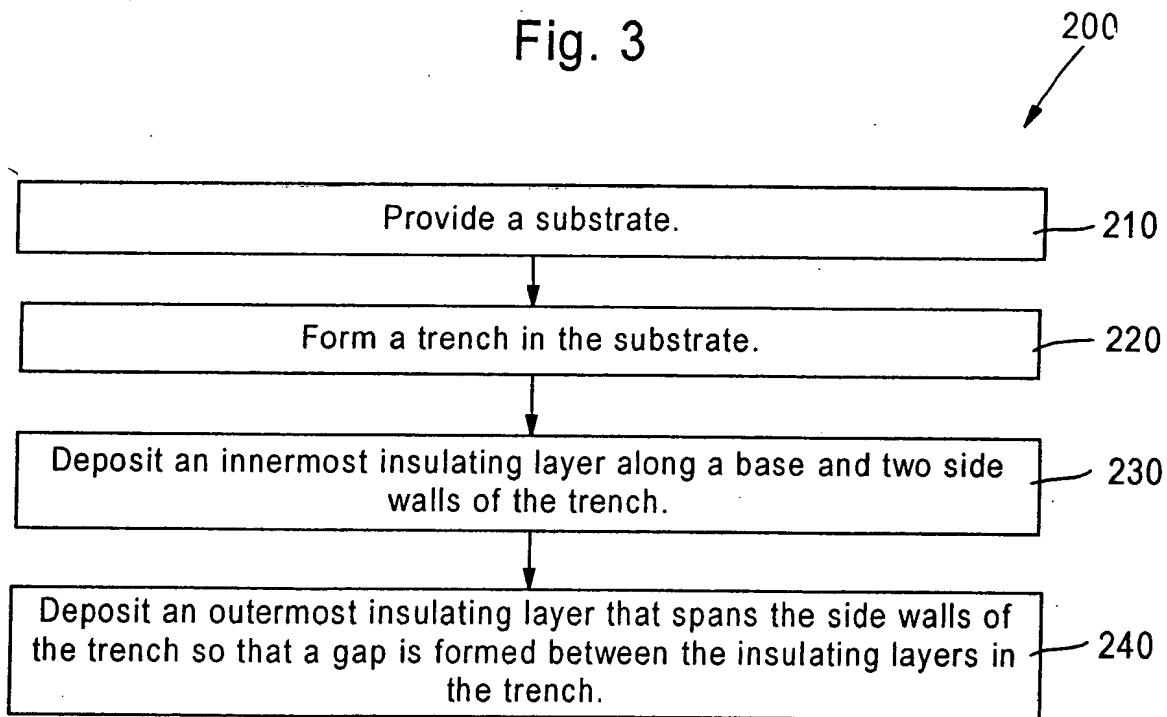 Fig. 3
200
Provide a substrate.
210
Form a trench in the substrate.
220
Deposit an innermost insulating layer along a base and two side
walls of the trench.
230
Deposit an outermost insulating layer that spans the side walls of
the trench so that a gap is formed between the insulating layers in
the trench.
240